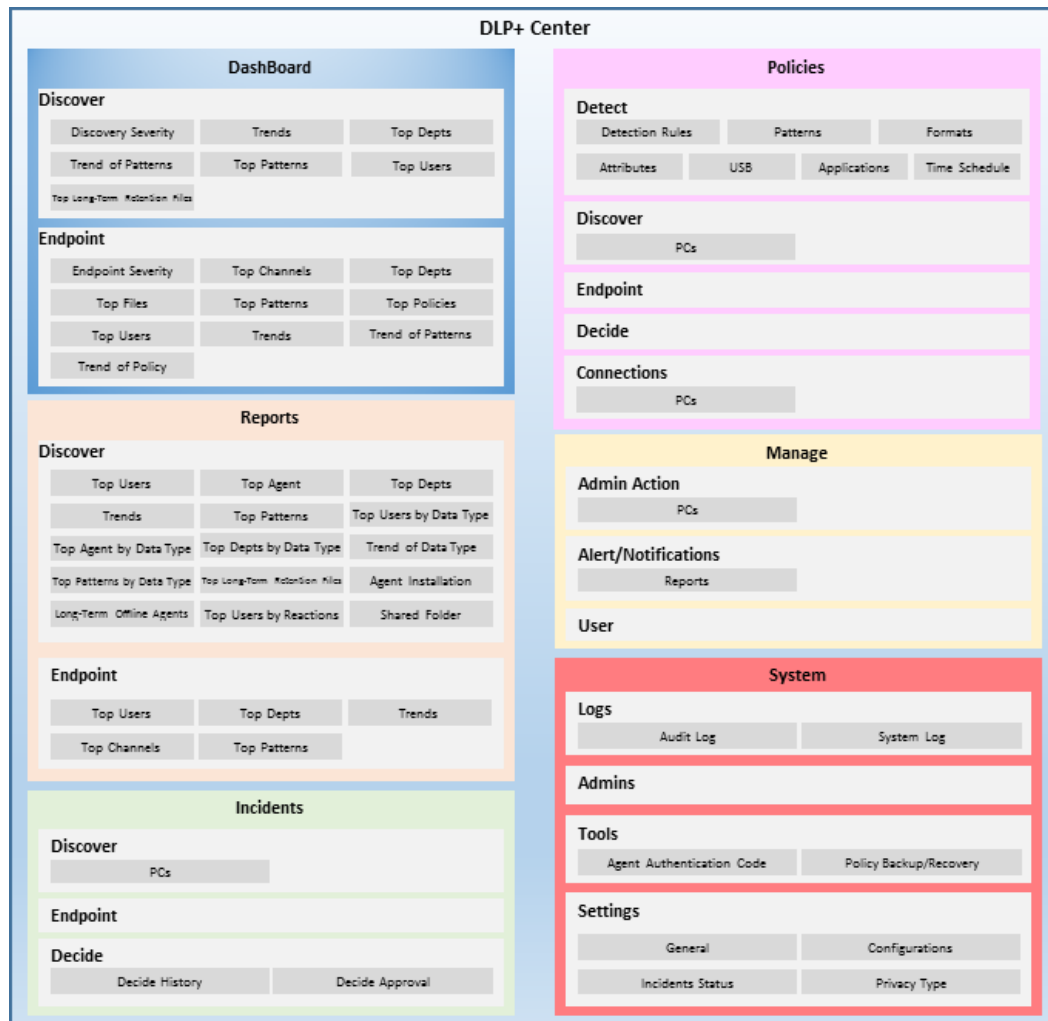 DLP+ Center
DashBoard
Discover
Discovery Severity
Trends
Top Depts
Trend of Patterns
Top Patterns
Top Users
Top Long-Term Retention Files
Endpoint
Endpoint Severity
Top Channels
Top Depts
Top Files
Top Patterns
Top Policies
Top Users
Trends
Trend of Patterns
Trend of Policy
Reports
Discover
Top Users
Top Agent
Top Depts
Trends
Top Patterns
Top Users by Data Type
Top Agent by Data Type
Top Depts by Data Type
Trend of Data Type
Top Patterns by Data Type
Top Long-Term Retention Files
Agent Installation
Long-Term Offline Agents
Top Users by Reactions
Shared Folder
Endpoint
Top Users
Top Depts
Trends
Top Channels
Top Patterns
Incidents
Discover
PCs
Endpoint
Decide
Decide History
Decide Approval
Policies
Detect
Detection Rules
Patterns
Formats
Attributes
USB
Applications
Time Schedule
Discover
PCs
Endpoint
Decide
Connections
PCs
Manage
Admin Action
PCs
Alert/Notifications
Reports
User
System
Logs
Audit Log
System Log
Admins
Tools
Agent Authentication Code
Policy Backup/Recovery
Settings
General
Configurations
Incidents Status
Privacy Type